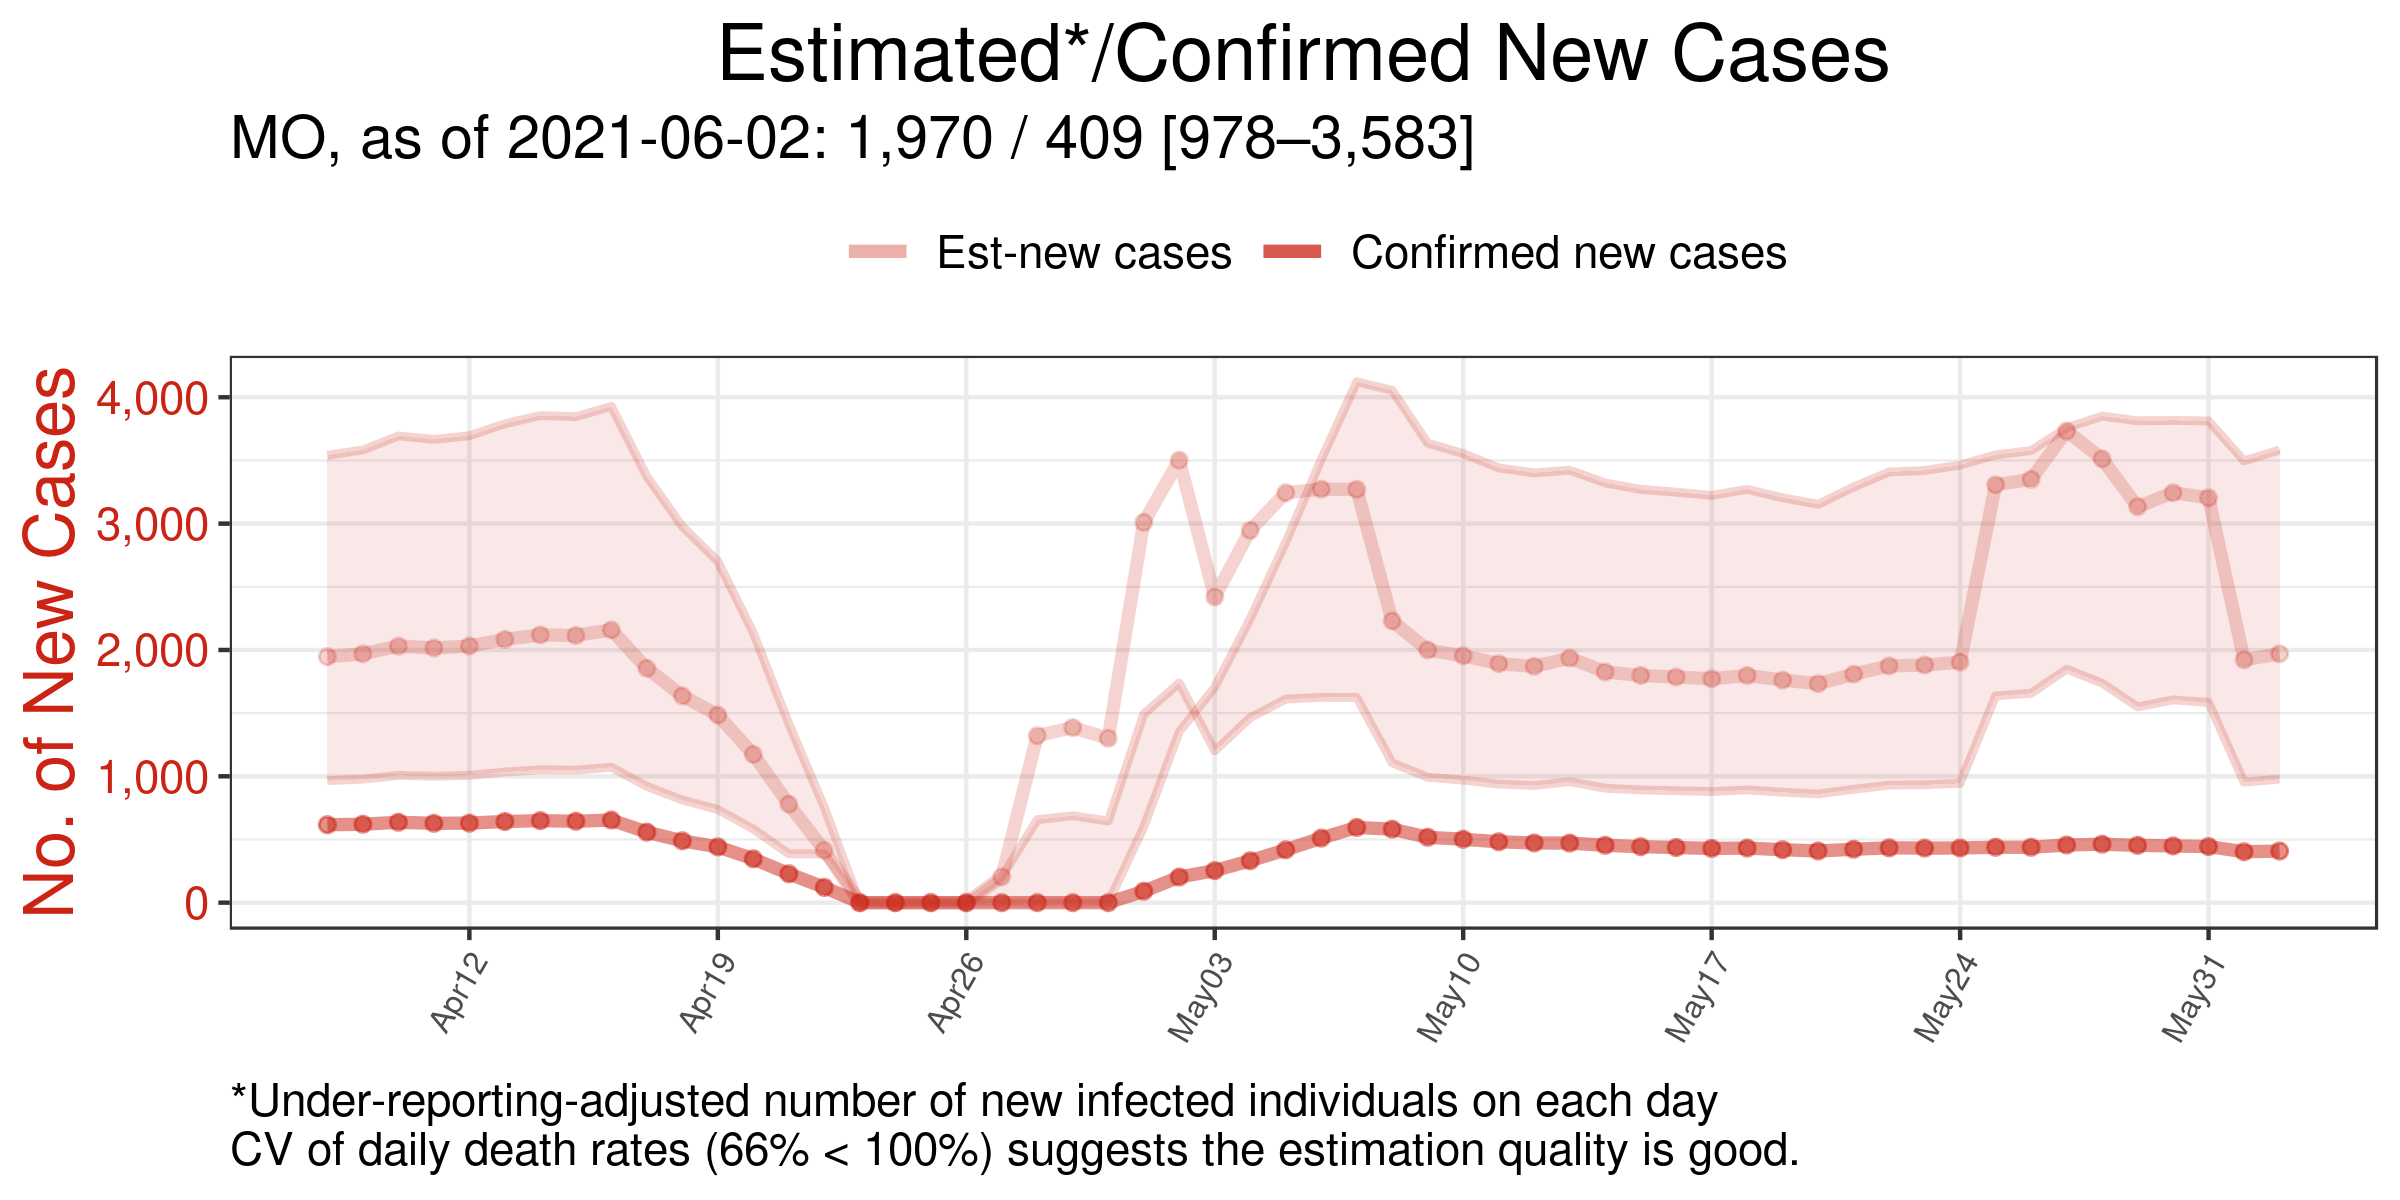 Estimated*/Confirmed New Cases
MO, as of 2021-06-02: 1,970 / 409 [978–3,583]
Est-new cases Confirmed new cases
No. of New Cases
4,000
3,000
2,000
1,000
0
Apr12 Apr19 Apr26 May03 May10 May17 May24 May31
*Under-reporting-adjusted number of new infected individuals on each day
CV of daily death rates (66% < 100%) suggests the estimation quality is good.